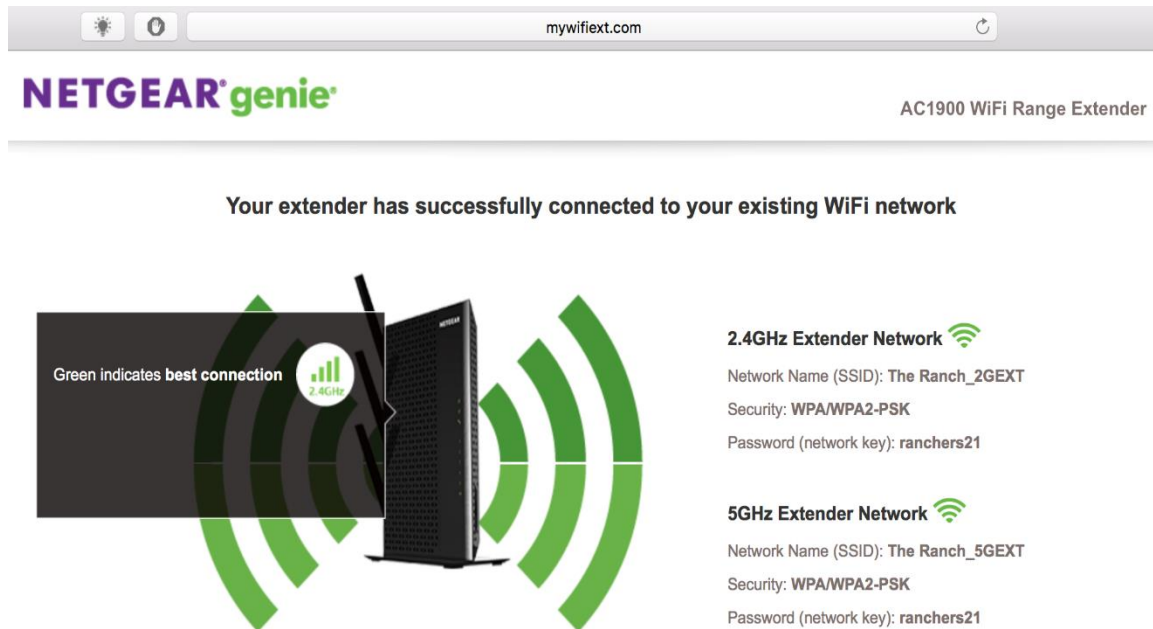 mywifiext.com
NETGEAR® genie®
AC1900 WiFi Range Extender
Your extender has successfully connected to your existing WiFi network
Green indicates best connection
2.4GHz
NETGEAR
2.4GHz Extender Network
Network Name (SSID): The Ranch_2GEXT
Security: WPA/WPA2-PSK
Password (network key): ranchers21
5GHz Extender Network
Network Name (SSID): The Ranch_5GEXT
Security: WPA/WPA2-PSK
Password (network key): ranchers21